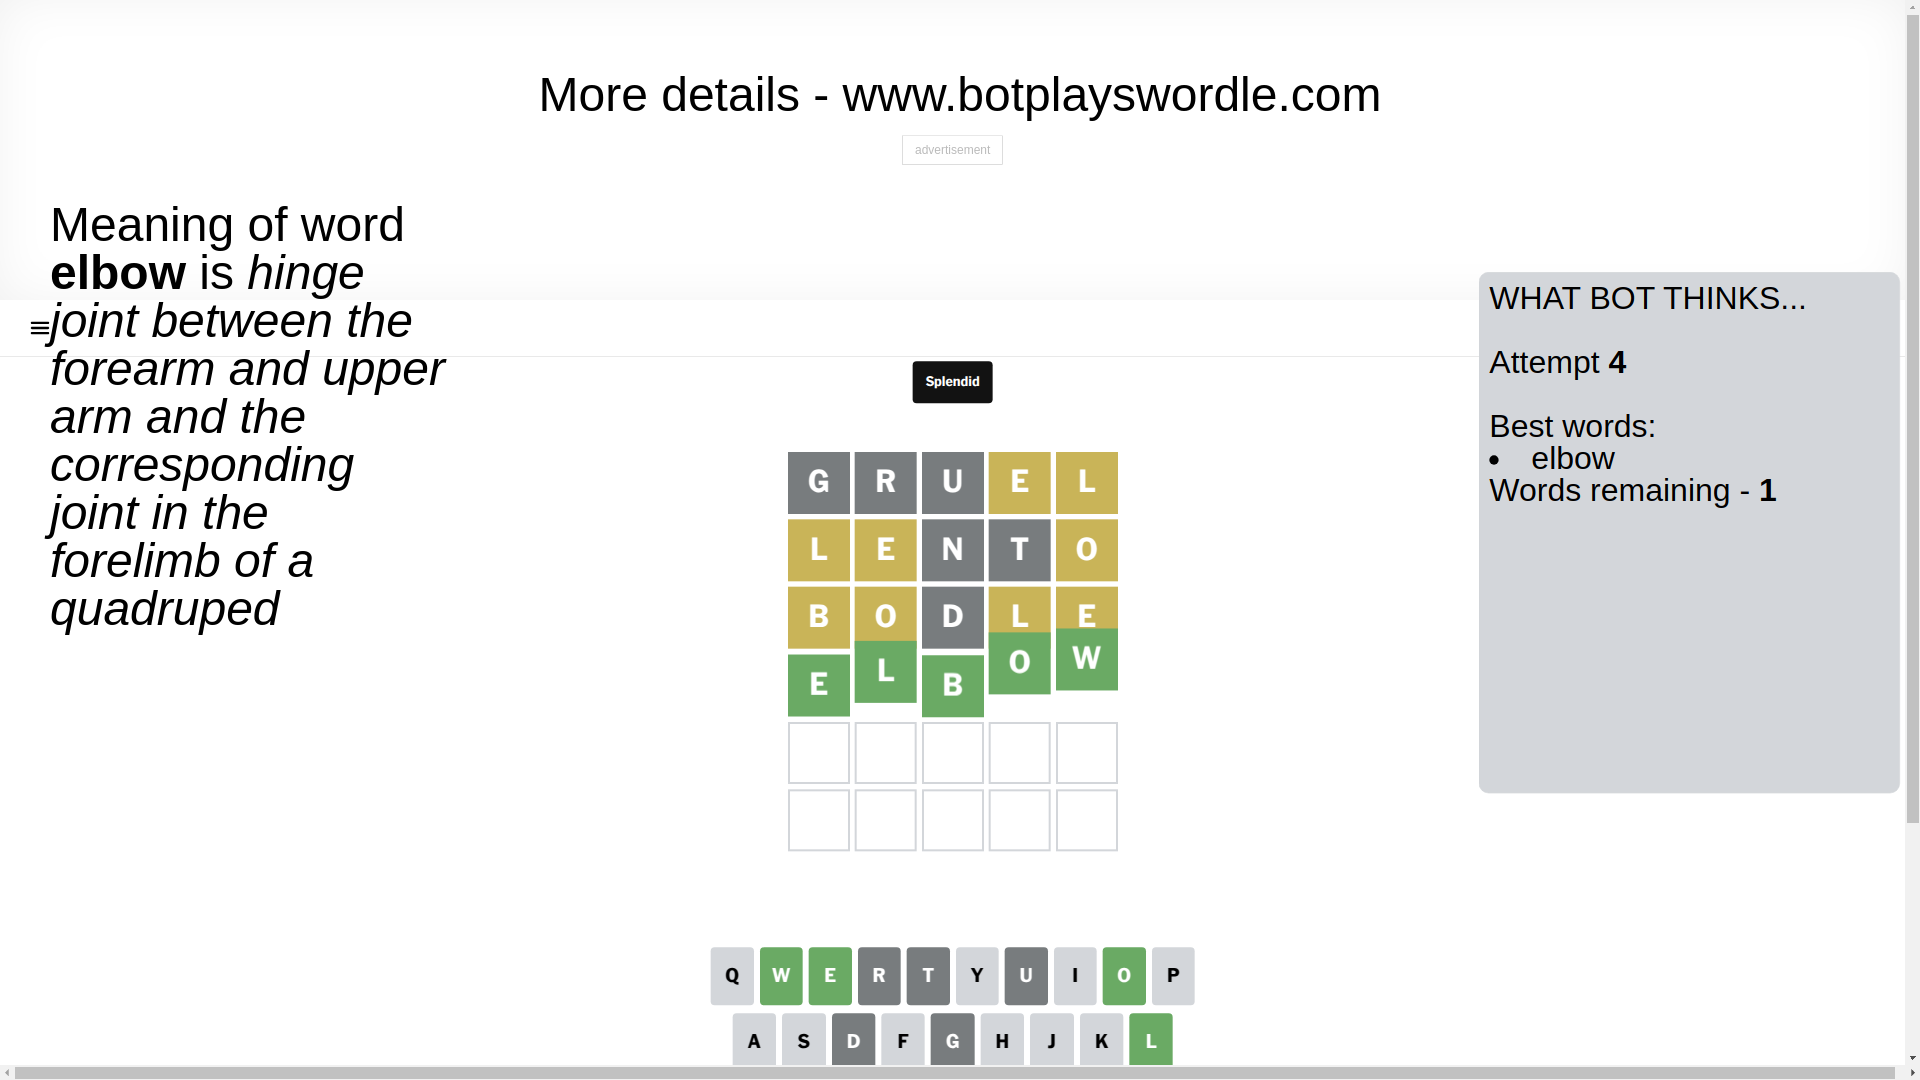 More details - www.botplayswordle.com
advertisement
Meaning of word
elbow is hinge
joint between the
forearm and upper
arm and the
corresponding
joint in the
forelimb of a
quadruped
WHAT BOT THINKS...
Attempt 4
Best words:
• elbow
Words remaining - 1
Splendid
G R U E L
L E N T O
B O D L E
E L B O W
Q W E R T Y U I O P
A S D F G H J K L